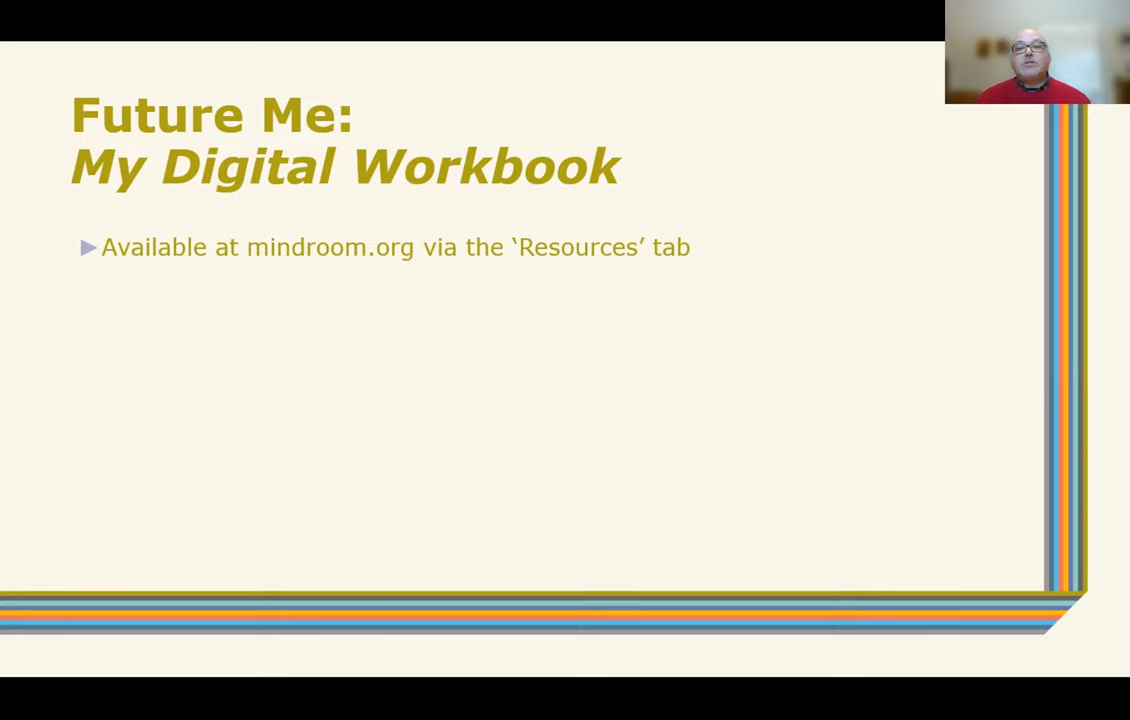 Future Me:
My Digital Workbook
►Available at mindroom.org via the ‘Resources’ tab